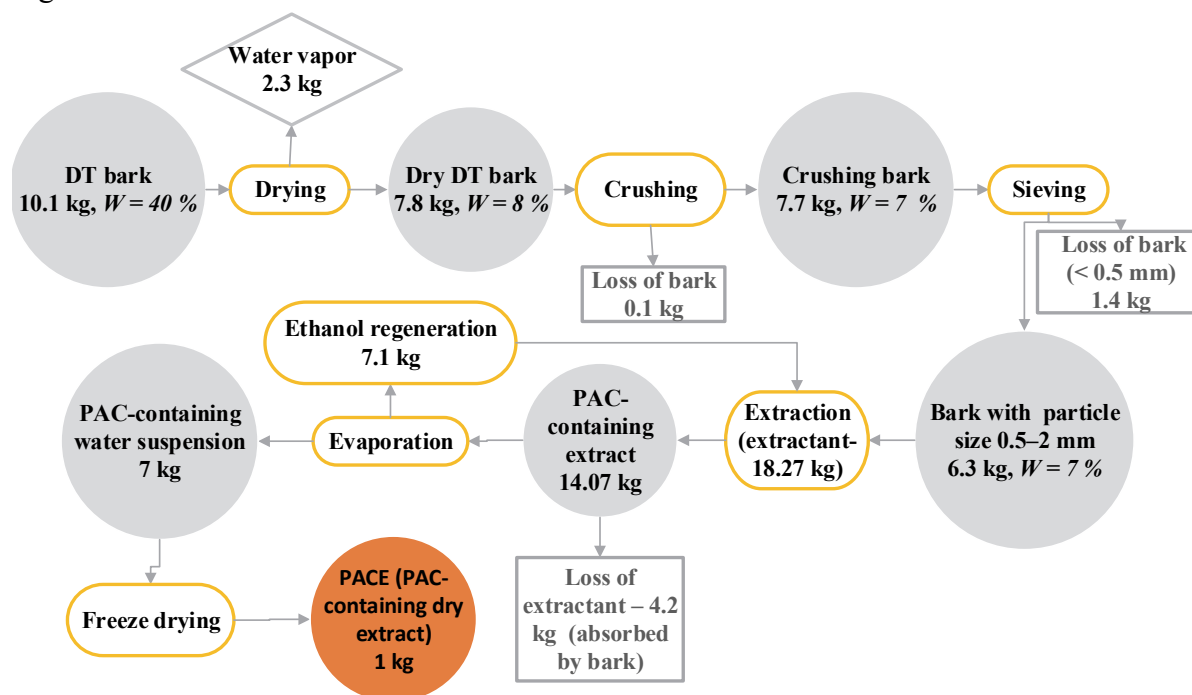 Water vapor
2.3 kg
DT bark
10.1 kg, W = 40 %
Drying
Dry DT bark
7.8 kg, W = 8 %
Crushing
Crushing bark
7.7 kg, W = 7 %
Sieving
Loss of bark
0.1 kg
Loss of bark
(< 0.5 mm)
1.4 kg
Ethanol regeneration
7.1 kg
Bark with particle
size 0.5–2 mm
6.3 kg, W = 7 %
Extraction
(extractant-
18.27 kg)
PAC-
containing
extract
14.07 kg
Evaporation
PAC-containing
water suspension
7 kg
Loss of
extractant – 4.2
kg (absorbed
by bark)
Freeze drying
PACE (PAC-
containing dry
extract)
1 kg